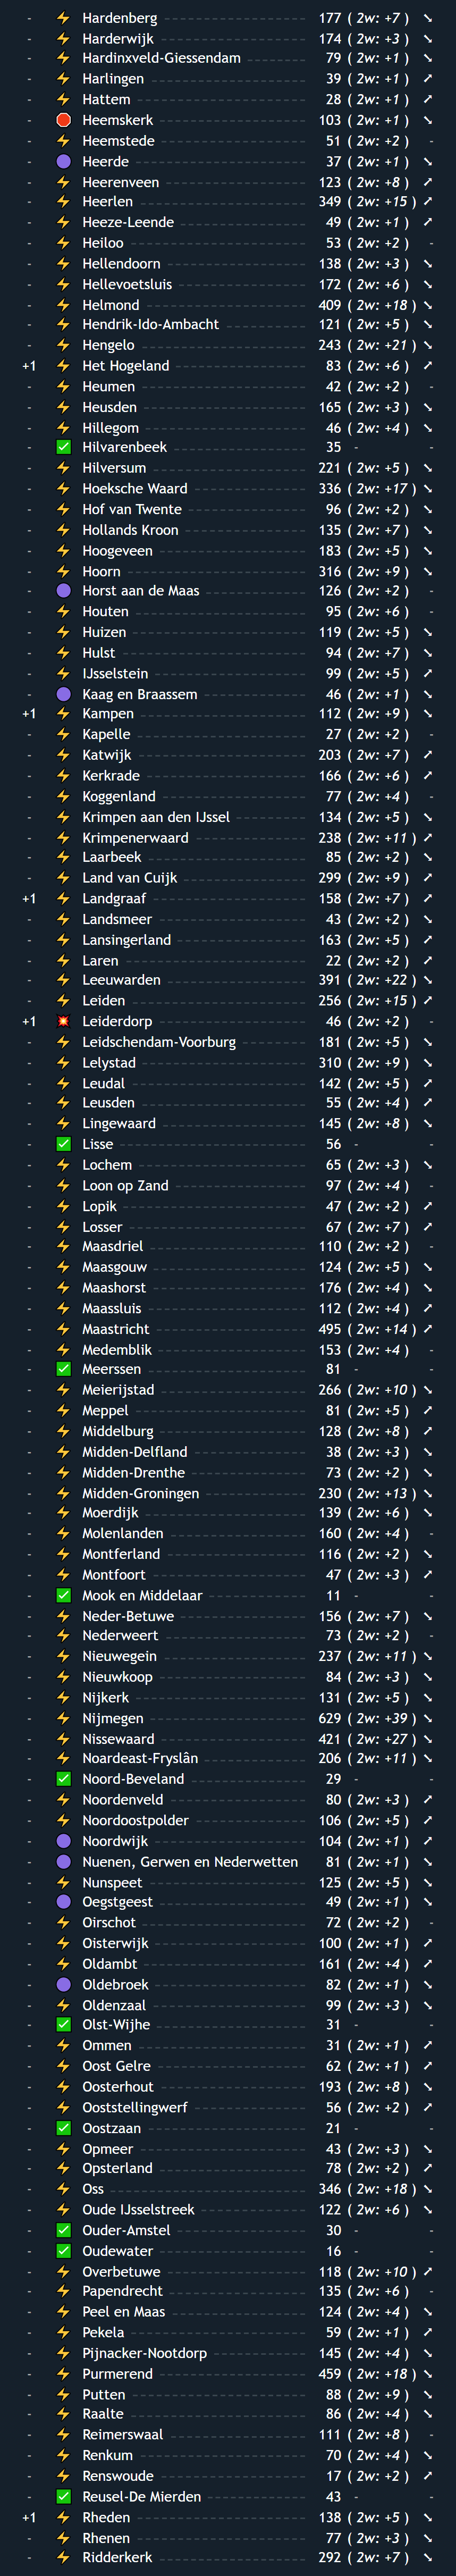 - ⚡ Hardenberg 177 ( 2w: +7 ) ↘
- ⚡ Harderwijk 174 ( 2w: +3 ) ↘
- ⚡ Hardinxveld-Giessendam 79 ( 2w: +1 ) ↘
- ⚡ Harlingen 39 ( 2w: +1 ) ↗
- ⚡ Hattem 28 ( 2w: +1 ) ↗
- 🛑 Heemskerk 103 ( 2w: +1 ) ↘
- ⚡ Heemstede 51 ( 2w: +2 ) -
- 🟣 Heerde 37 ( 2w: +1 ) ↘
- ⚡ Heerenveen 123 ( 2w: +8 ) ↗
- ⚡ Heerlen 349 ( 2w: +15 ) ↗
- ⚡ Heeze-Leende 49 ( 2w: +1 ) ↗
- ⚡ Heiloo 53 ( 2w: +2 ) -
- ⚡ Hellendoorn 138 ( 2w: +3 ) ↘
- ⚡ Hellevoetsluis 172 ( 2w: +6 ) ↘
- ⚡ Helmond 409 ( 2w: +18 ) ↘
- ⚡ Hendrik-Ido-Ambacht 121 ( 2w: +5 ) ↘
- ⚡ Hengelo 243 ( 2w: +21 ) ↘
+1 ⚡ Het Hogeland 83 ( 2w: +6 ) ↗
- ⚡ Heumen 42 ( 2w: +2 ) -
- ⚡ Heusden 165 ( 2w: +3 ) ↘
- ⚡ Hillegom 46 ( 2w: +4 ) ↘
- ✅ Hilvarenbeek 35 - -
- ⚡ Hilversum 221 ( 2w: +5 ) ↘
- ⚡ Hoeksche Waard 336 ( 2w: +17 ) ↘
- ⚡ Hof van Twente 96 ( 2w: +2 ) ↘
- ⚡ Hollands Kroon 135 ( 2w: +7 ) ↘
- ⚡ Hoogeveen 183 ( 2w: +5 ) ↘
- ⚡ Hoorn 316 ( 2w: +9 ) ↘
- 🟣 Horst aan de Maas 126 ( 2w: +2 ) -
- ⚡ Houten 95 ( 2w: +6 ) -
- ⚡ Huizen 119 ( 2w: +5 ) ↘
- ⚡ Hulst 94 ( 2w: +7 ) ↘
- ⚡ IJsselstein 99 ( 2w: +5 ) ↗
- 🟣 Kaag en Braassem 46 ( 2w: +1 ) ↘
+1 ⚡ Kampen 112 ( 2w: +9 ) ↘
- ⚡ Kapelle 27 ( 2w: +2 ) -
- ⚡ Katwijk 203 ( 2w: +7 ) ↗
- ⚡ Kerkrade 166 ( 2w: +6 ) ↗
- ⚡ Koggenland 77 ( 2w: +4 ) -
- ⚡ Krimpen aan den IJssel 134 ( 2w: +5 ) ↘
- ⚡ Krimpenerwaard 238 ( 2w: +11 ) ↗
- ⚡ Laarbeek 85 ( 2w: +2 ) ↘
- ⚡ Land van Cuijk 299 ( 2w: +9 ) ↗
+1 ⚡ Landgraaf 158 ( 2w: +7 ) ↗
- ⚡ Landsmeer 43 ( 2w: +2 ) ↘
- ⚡ Lansingerland 163 ( 2w: +5 ) ↗
- ⚡ Laren 22 ( 2w: +2 ) ↗
- ⚡ Leeuwarden 391 ( 2w: +22 ) ↘
- ⚡ Leiden 256 ( 2w: +15 ) ↗
+1 💥 Leiderdorp 46 ( 2w: +2 ) -
- ⚡ Leidschendam-Voorburg 181 ( 2w: +5 ) ↘
- ⚡ Lelystad 310 ( 2w: +9 ) ↘
- ⚡ Leudal 142 ( 2w: +5 ) ↗
- ⚡ Leusden 55 ( 2w: +4 ) ↗
- ⚡ Lingewaard 145 ( 2w: +8 ) ↘
- ✅ Lisse 56 - -
- ⚡ Lochem 65 ( 2w: +3 ) ↘
- ⚡ Loon op Zand 97 ( 2w: +4 ) -
- ⚡ Lopik 47 ( 2w: +2 ) ↗
- ⚡ Losser 67 ( 2w: +7 ) ↗
- ⚡ Maasdriel 110 ( 2w: +2 ) -
- ⚡ Maasgouw 124 ( 2w: +5 ) ↘
- ⚡ Maashorst 176 ( 2w: +4 ) ↘
- ⚡ Maassluis 112 ( 2w: +4 ) ↗
- ⚡ Maastricht 495 ( 2w: +14 ) ↗
- ⚡ Medemblik 153 ( 2w: +4 ) -
- ✅ Meerssen 81 - -
- ⚡ Meierijstad 266 ( 2w: +10 ) ↘
- ⚡ Meppel 81 ( 2w: +5 ) ↗
- ⚡ Middelburg 128 ( 2w: +8 ) ↗
- ⚡ Midden-Delfland 38 ( 2w: +3 ) ↘
- ⚡ Midden-Drenthe 73 ( 2w: +2 ) ↘
- ⚡ Midden-Groningen 230 ( 2w: +13 ) ↘
- ⚡ Moerdijk 139 ( 2w: +6 ) ↘
- ⚡ Molenlanden 160 ( 2w: +4 ) -
- ⚡ Montferland 116 ( 2w: +2 ) ↘
- ⚡ Montfoort 47 ( 2w: +3 ) ↗
- ✅ Mook en Middelaar 11 - -
- ⚡ Neder-Betuwe 156 ( 2w: +7 ) ↘
- ⚡ Nederweert 73 ( 2w: +2 ) -
- ⚡ Nieuwegein 237 ( 2w: +11 ) ↘
- ⚡ Nieuwkoop 84 ( 2w: +3 ) ↘
- ⚡ Nijkerk 131 ( 2w: +5 ) ↘
- ⚡ Nijmegen 629 ( 2w: +39 ) ↘
- ⚡ Nissewaard 421 ( 2w: +27 ) ↘
- ⚡ Noardeast-Fryslân 206 ( 2w: +11 ) ↘
- ✅ Noord-Beveland 29 - -
- ⚡ Noordenveld 80 ( 2w: +3 ) ↗
- ⚡ Noordoostpolder 106 ( 2w: +5 ) ↗
- 🟣 Noordwijk 104 ( 2w: +1 ) ↗
- 🟣 Nuenen, Gerwen en Nederwetten 81 ( 2w: +1 ) ↘
- ⚡ Nunspeet 125 ( 2w: +5 ) ↘
- 🟣 Oegstgeest 49 ( 2w: +1 ) ↘
- ⚡ Oirschot 72 ( 2w: +2 ) -
- ⚡ Oisterwijk 100 ( 2w: +1 ) ↗
- ⚡ Oldambt 161 ( 2w: +4 ) ↗
- 🟣 Oldebroek 82 ( 2w: +1 ) ↘
- ⚡ Oldenzaal 99 ( 2w: +3 ) ↘
- ✅ Olst-Wijhe 31 - -
- ⚡ Ommen 31 ( 2w: +1 ) ↗
- ⚡ Oost Gelre 62 ( 2w: +1 ) ↗
- ⚡ Oosterhout 193 ( 2w: +8 ) ↘
- ⚡ Ooststellingwerf 56 ( 2w: +2 ) ↗
- ✅ Oostzaan 21 - -
- ⚡ Opmeer 43 ( 2w: +3 ) ↘
- ⚡ Opsterland 78 ( 2w: +2 ) ↗
- ⚡ Oss 346 ( 2w: +18 ) ↘
- ⚡ Oude IJsselstreek 122 ( 2w: +6 ) ↘
- ✅ Ouder-Amstel 30 - -
- ✅ Oudewater 16 - -
- ⚡ Overbetuwe 118 ( 2w: +10 ) ↗
- ⚡ Papendrecht 135 ( 2w: +6 ) -
- ⚡ Peel en Maas 124 ( 2w: +4 ) ↘
- ⚡ Pekela 59 ( 2w: +1 ) ↗
- ⚡ Pijnacker-Nootdorp 145 ( 2w: +4 ) ↘
- ⚡ Purmerend 459 ( 2w: +18 ) ↘
- ⚡ Putten 88 ( 2w: +9 ) ↘
- ⚡ Raalte 86 ( 2w: +4 ) ↘
- ⚡ Reimerswaal 111 ( 2w: +8 ) -
- ⚡ Renkum 70 ( 2w: +4 ) ↘
- ⚡ Renswoude 17 ( 2w: +2 ) ↗
- ✅ Reusel-De Mierden 43 - -
+1 ⚡ Rheden 138 ( 2w: +5 ) ↘
- ⚡ Rhenen 77 ( 2w: +3 ) ↘
- ⚡ Ridderkerk 292 ( 2w: +7 ) ↘